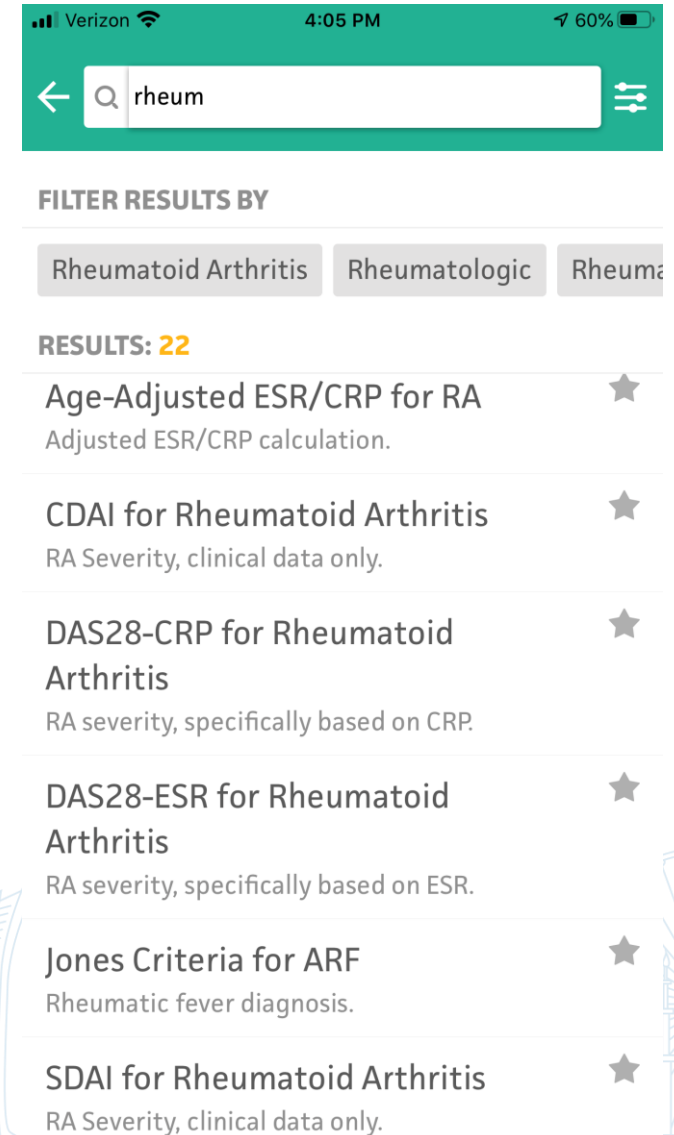 Verizon 4:05 PM 60%
rheum
FILTER RESULTS BY
Rheumatoid Arthritis Rheumatologic Rheuma
RESULTS: 22
Age-Adjusted ESR/CRP for RA
Adjusted ESR/CRP calculation.
CDAI for Rheumatoid Arthritis
RA Severity, clinical data only.
DAS28-CRP for Rheumatoid
Arthritis
RA severity, specifically based on CRP.
DAS28-ESR for Rheumatoid
Arthritis
RA severity, specifically based on ESR.
Jones Criteria for ARF
Rheumatic fever diagnosis.
SDAI for Rheumatoid Arthritis
RA Severity, clinical data only.